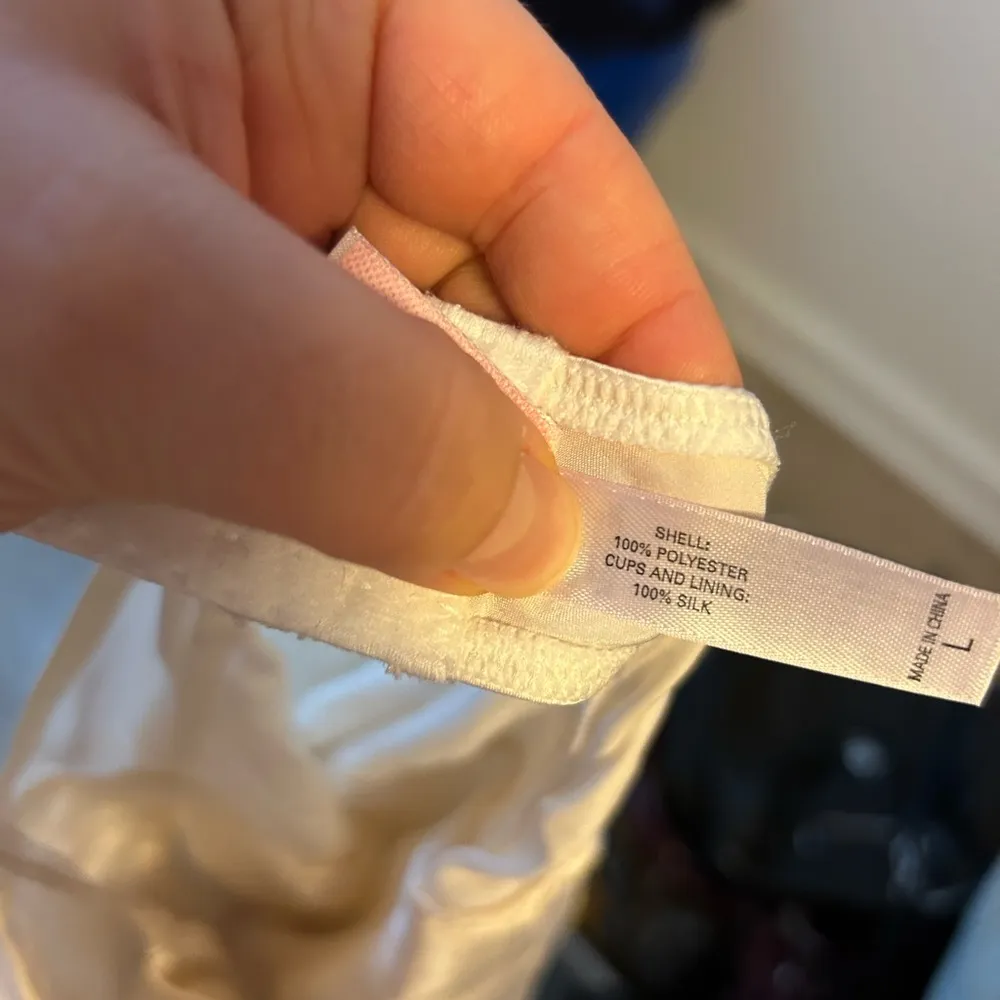 SHELL:
100% POLYESTER
CUPS AND LINING:
100% SILK
MADE IN CHINA
L